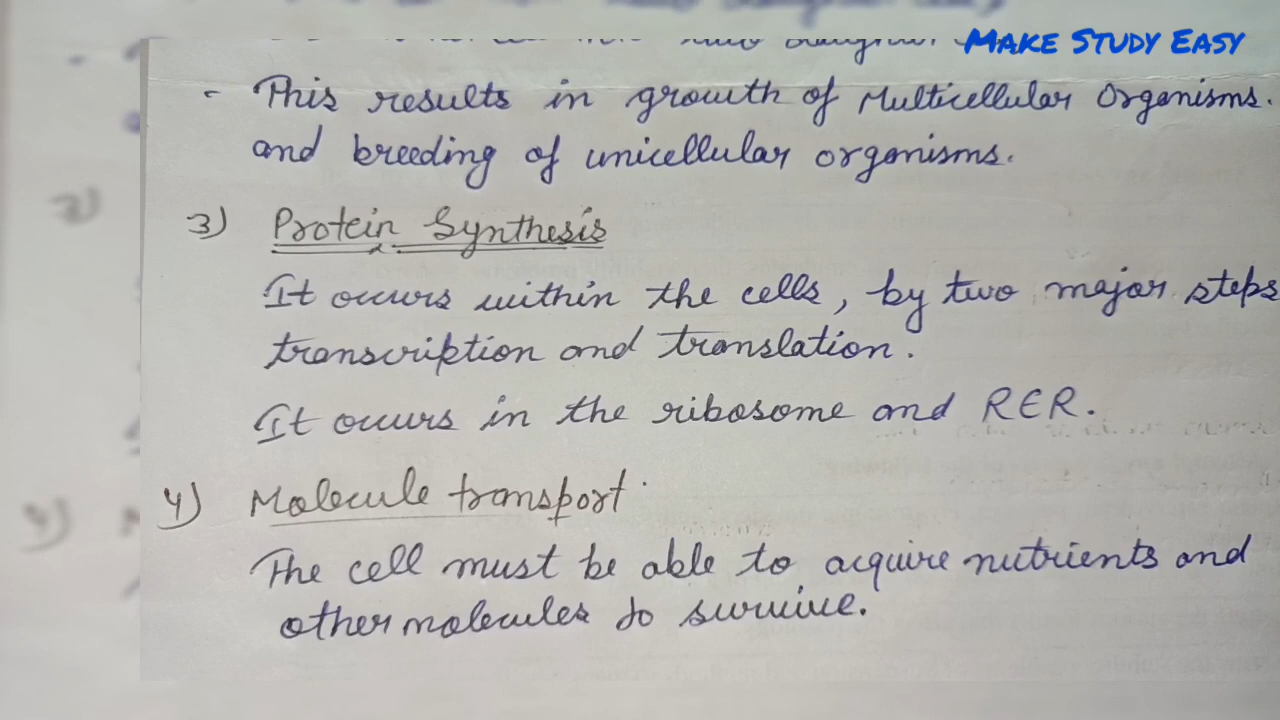 MAKE STUDY EASY
- This results in growth of Multicellular Organisms.
and breeding of unicellular organisms.
3) Protein Synthesis
It occurs within the cells, by two major steps
transcription and translation.
It occurs in the ribosome and RER.
4) Molecule transport.
The cell must be able to acquire nutrients and
other molecules to survive.